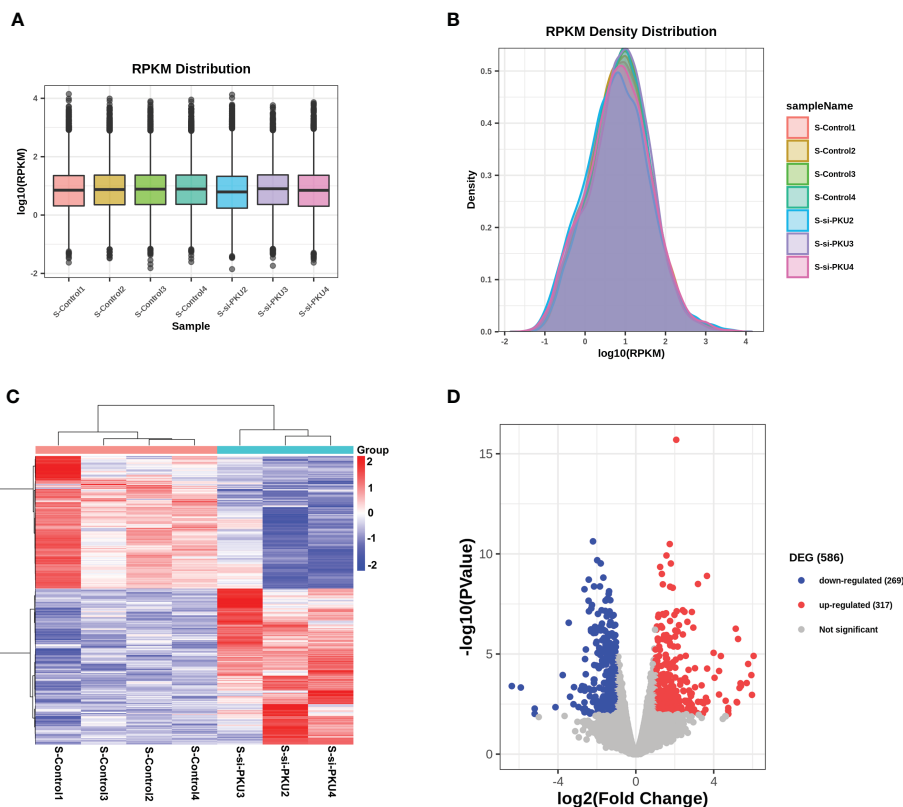 A
RPKM Distribution
log10(RPKM)
4
2
0
-2
S-Control1
S-Control2
S-Control3
S-Control4
S-si-PKU2
S-si-PKU3
S-si-PKU4
Sample
B
RPKM Density Distribution
Density
0.5
0.4
0.3
0.2
0.1
0.0
-2 -1 0 1 2 3 4
log10(RPKM)
sampleName
S-Control1
S-Control2
S-Control3
S-Control4
S-si-PKU2
S-si-PKU3
S-si-PKU4
C
Group
2
1
0
-1
-2
S-Control1
S-Control3
S-Control2
S-Control4
S-si-PKU3
S-si-PKU2
S-si-PKU4
D
-log10(PValue)
15
10
5
0
-4 0 4
log2(Fold Change)
DEG (586)
down-regulated (269)
up-regulated (317)
Not significant